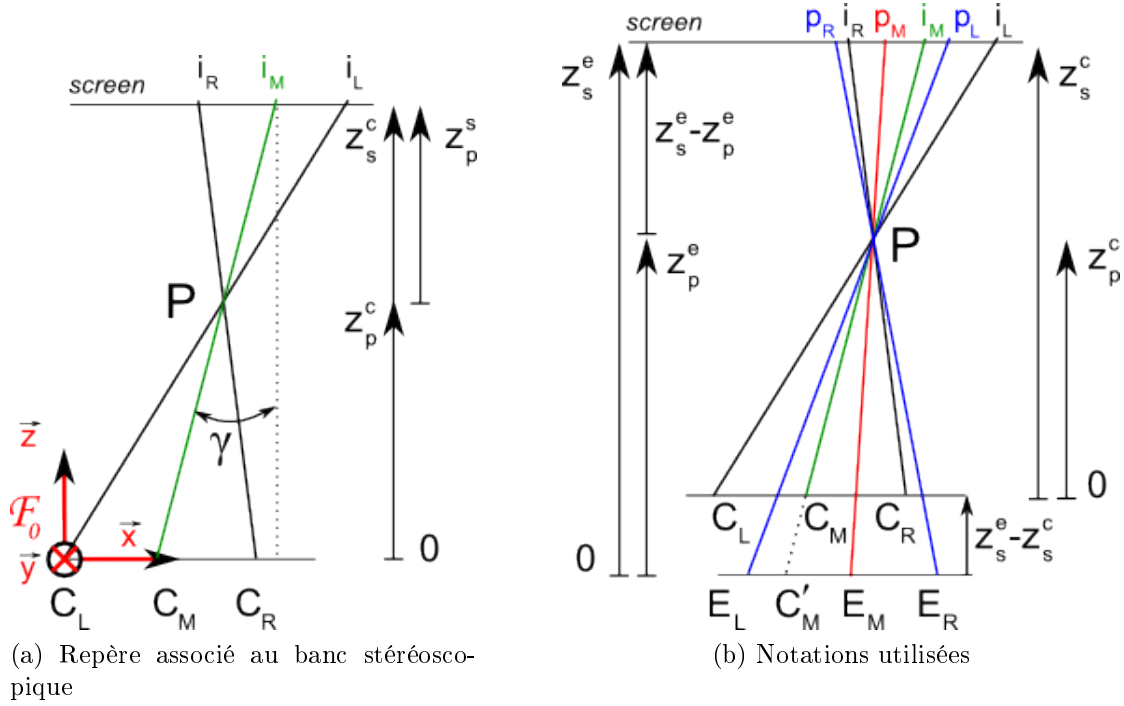 i_R i_M i_L
screen
z_s^c z_p^s
P
z_p^c
γ
z⃗
F_0
x⃗
y⃗
0
C_L C_M C_R
(a) Repère associé au banc stéréosco-
pique
p_R i_R p_M i_M p_L i_L
screen
z_s^e
z_s^c
z_s^e-z_p^e
P
z_p^e
z_p^c
0
C_L C_M C_R
z_s^e-z_s^c
0
E_L C'_M E_M E_R
(b) Notations utilisées